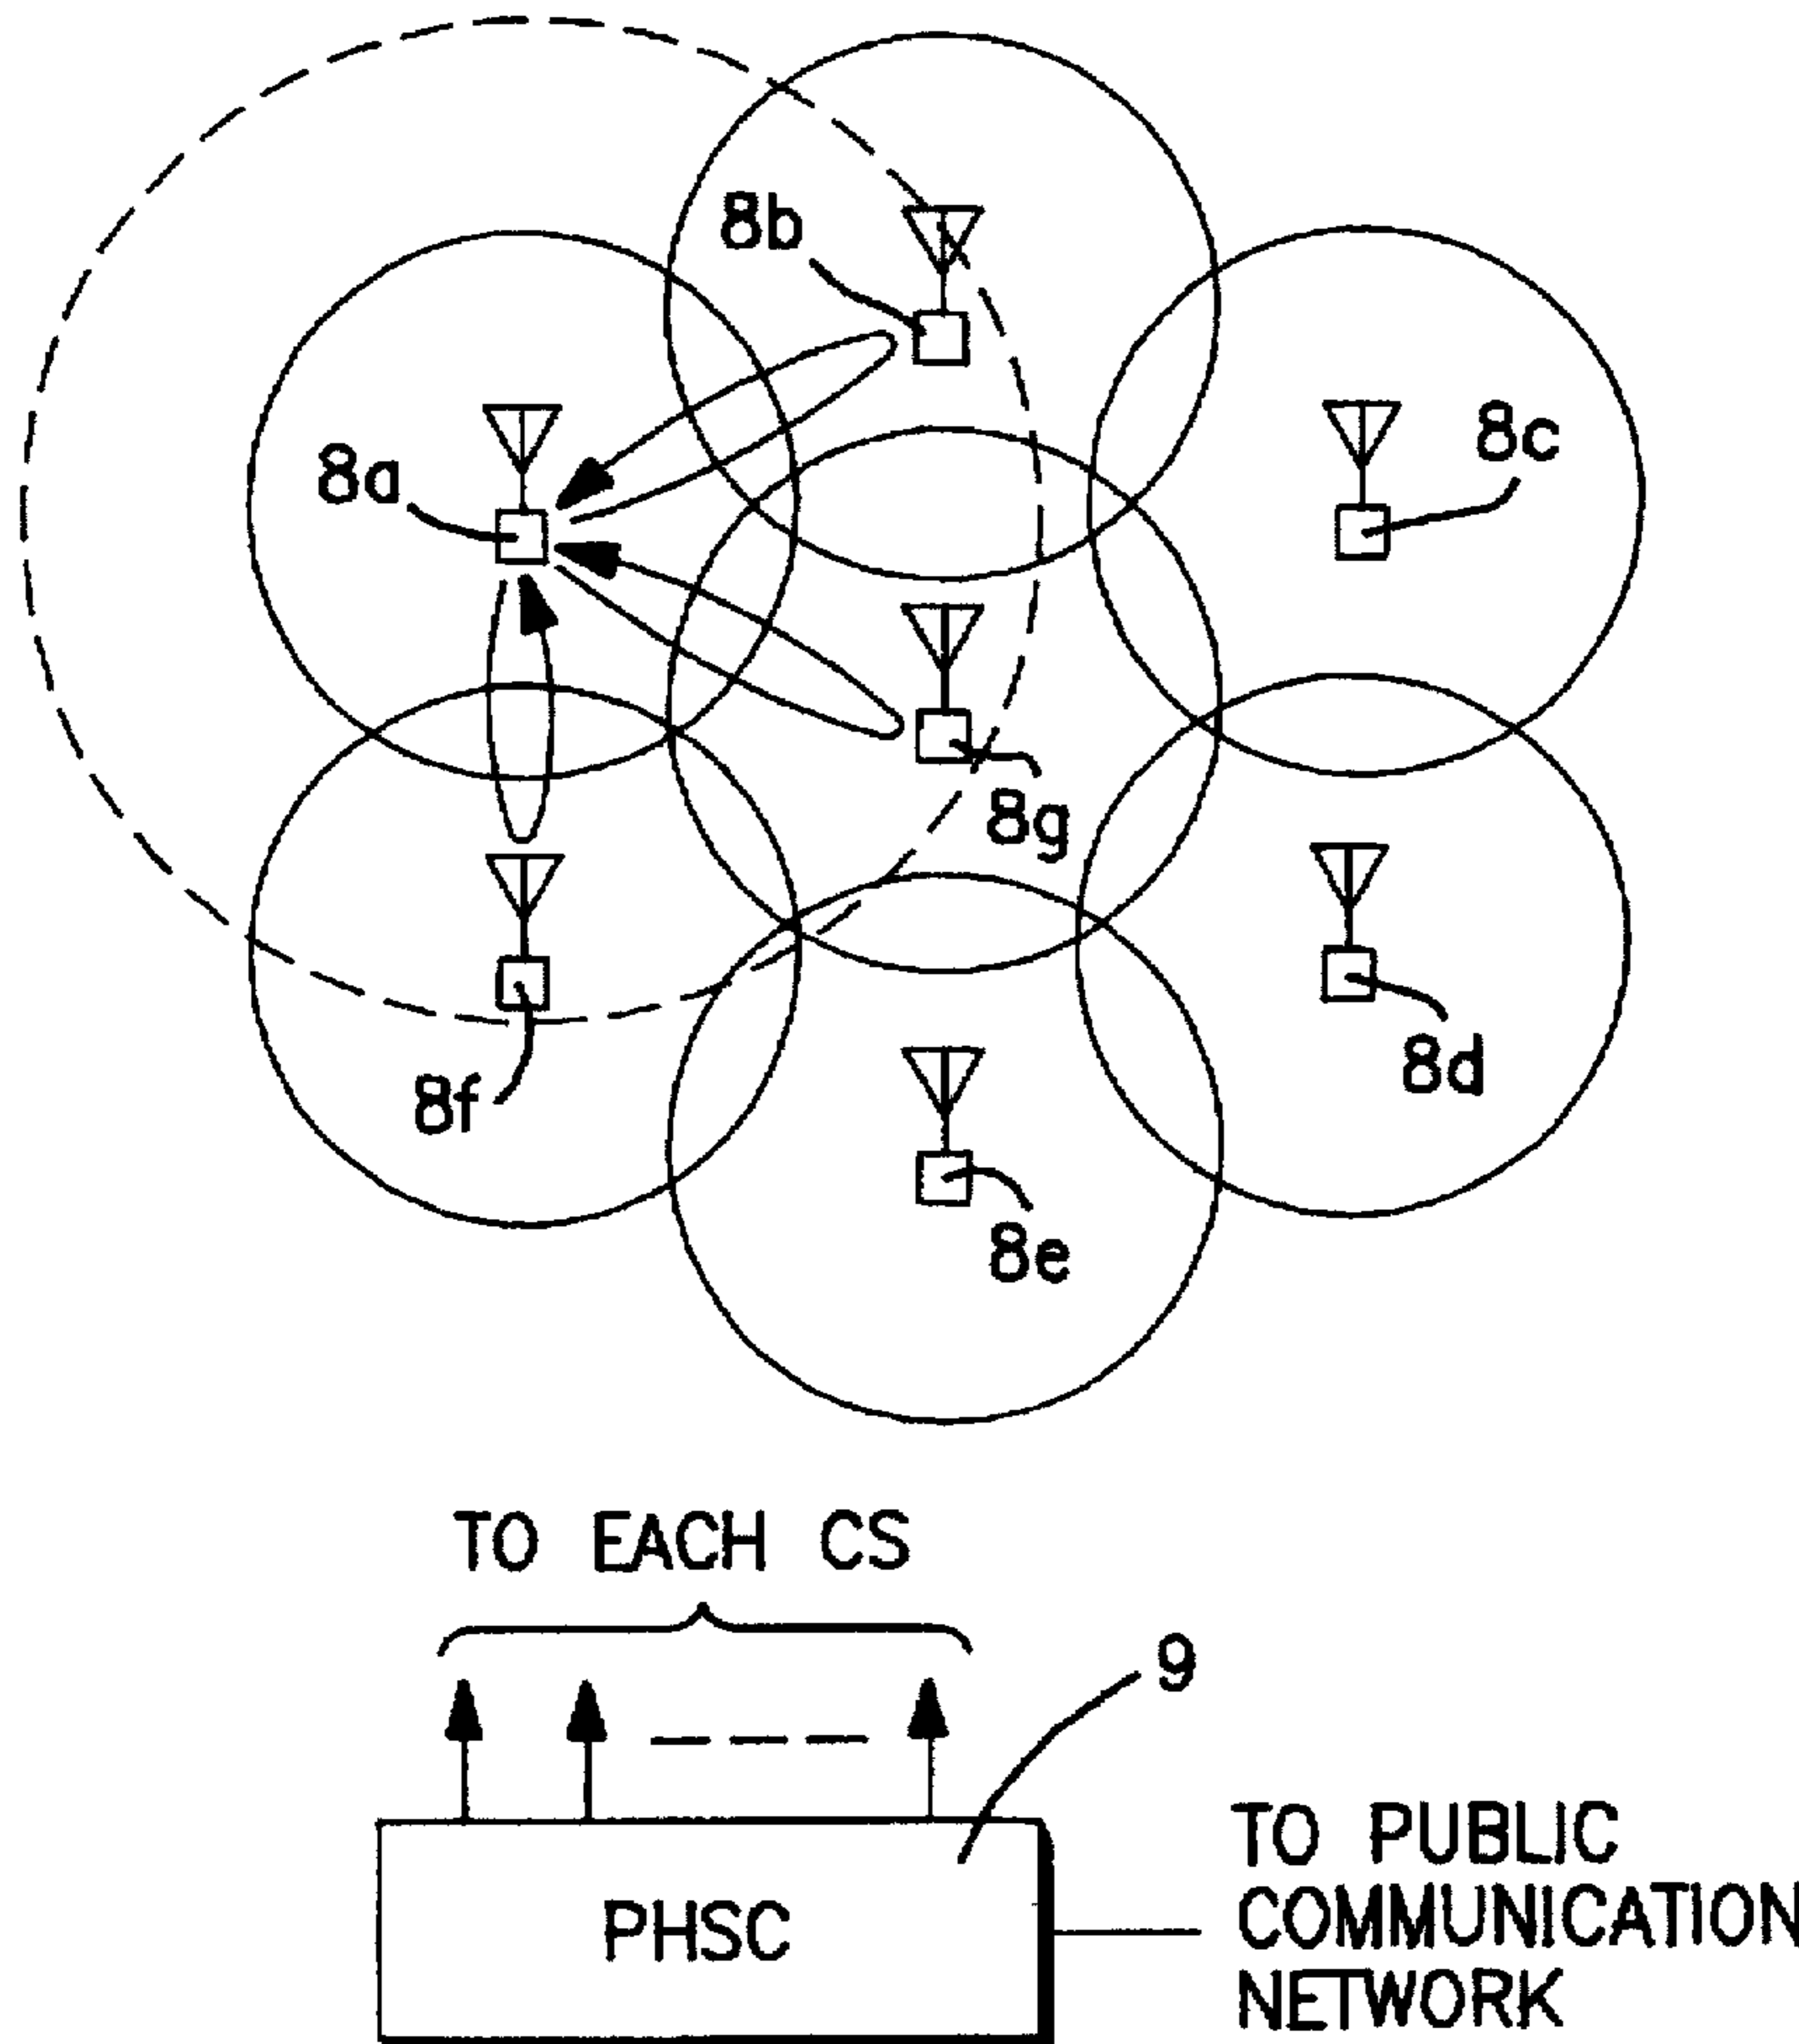 8b
8c
8a
8g
8d
8f
8e
TO EACH CS
9
TO PUBLIC
COMMUNICATION
NETWORK
PHSC